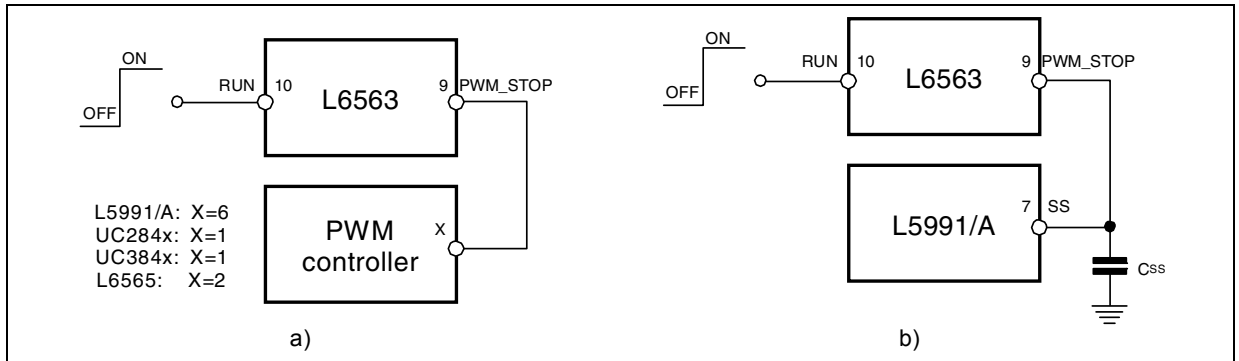 ON
OFF
RUN
10
L6563
9
PWM_STOP
L5991/A: X=6
UC284x: X=1
UC384x: X=1
L6565: X=2
PWM
controller
X
a)
ON
OFF
RUN
10
L6563
9
PWM_STOP
L5991/A
7
SS
Css
b)